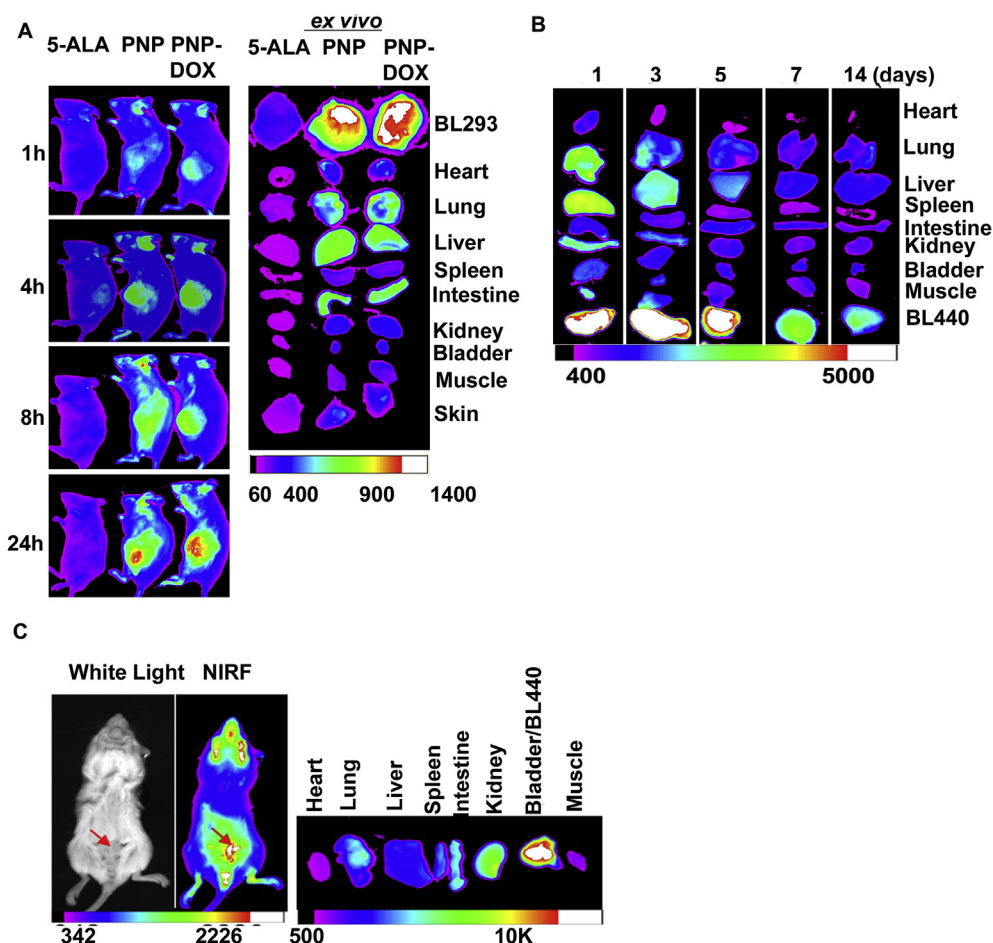 A
5-ALA PNP PNP-DOX
1h
4h
8h
24h
ex vivo
5-ALA PNP PNP-DOX
BL293
Heart
Lung
Liver
Spleen
Intestine
Kidney
Bladder
Muscle
Skin
60 400 900 1400
B
1 3 5 7 14 (days)
Heart
Lung
Liver
Spleen
Intestine
Kidney
Bladder
Muscle
BL440
400 5000
C
White Light NIRF
342 2226
Heart
Lung
Liver
Spleen
Intestine
Kidney
Bladder/BL440
Muscle
500 10K